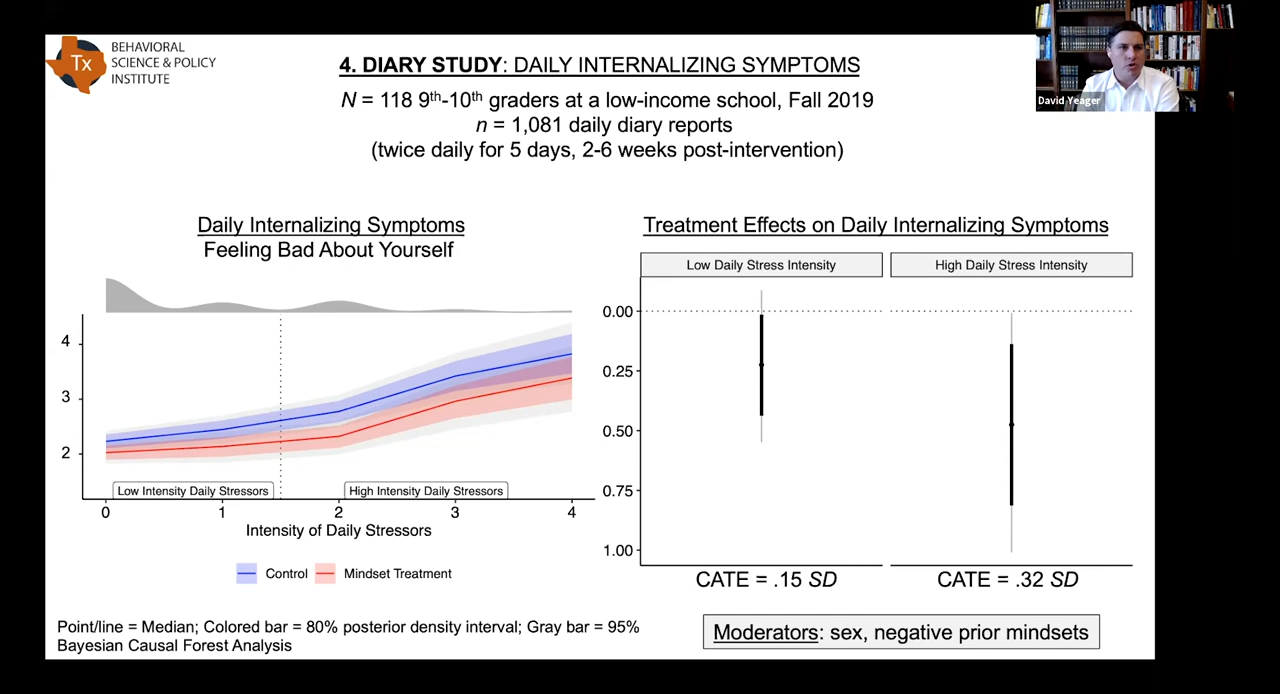 Tx
BEHAVIORAL
SCIENCE & POLICY
INSTITUTE
4. DIARY STUDY: DAILY INTERNALIZING SYMPTOMS
N = 118 9th-10th graders at a low-income school, Fall 2019
n = 1,081 daily diary reports
(twice daily for 5 days, 2-6 weeks post-intervention)
David Yeager
Daily Internalizing Symptoms
Feeling Bad About Yourself
4
3
2
Low Intensity Daily Stressors
High Intensity Daily Stressors
0 1 2 3 4
Intensity of Daily Stressors
Control
Mindset Treatment
Treatment Effects on Daily Internalizing Symptoms
Low Daily Stress Intensity
High Daily Stress Intensity
0.00
0.25
0.50
0.75
1.00
CATE = .15 SD
CATE = .32 SD
Point/line = Median; Colored bar = 80% posterior density interval; Gray bar = 95%
Bayesian Causal Forest Analysis
Moderators: sex, negative prior mindsets